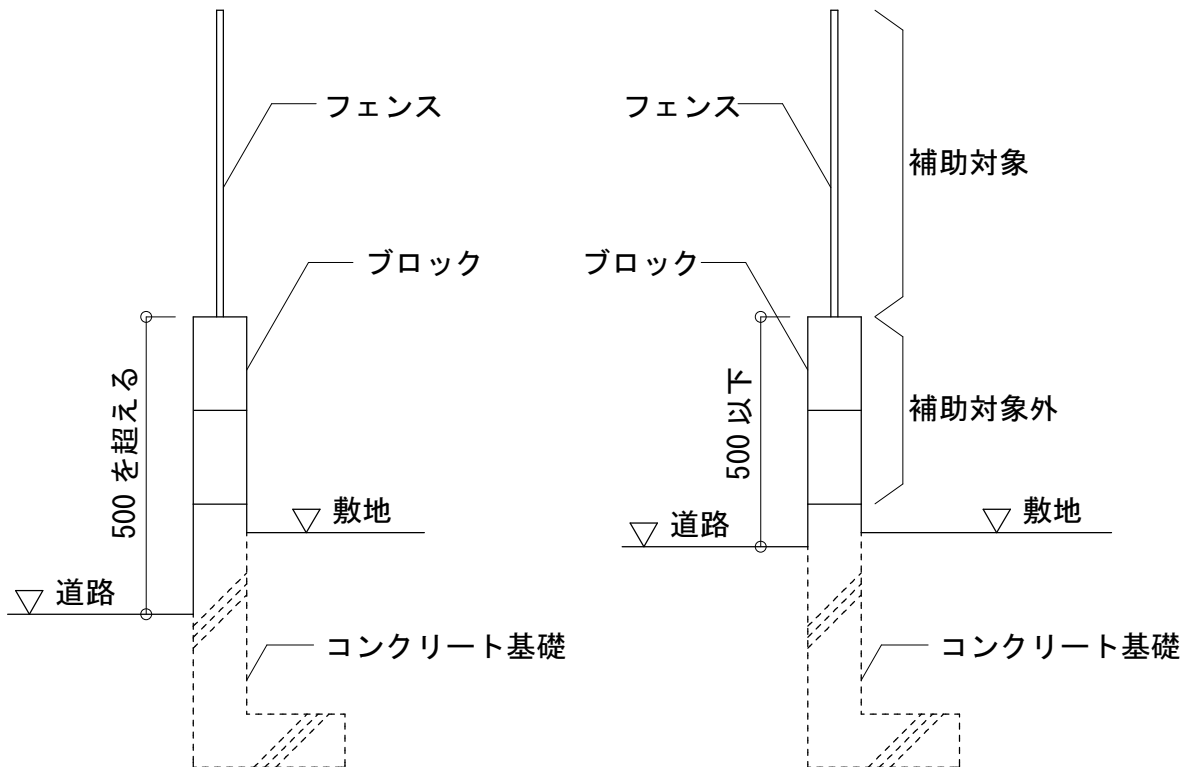 フェンス
ブロック
500を超える
敷地
道路
コンクリート基礎
フェンス
補助対象
ブロック
500以下
補助対象外
敷地
道路
コンクリート基礎